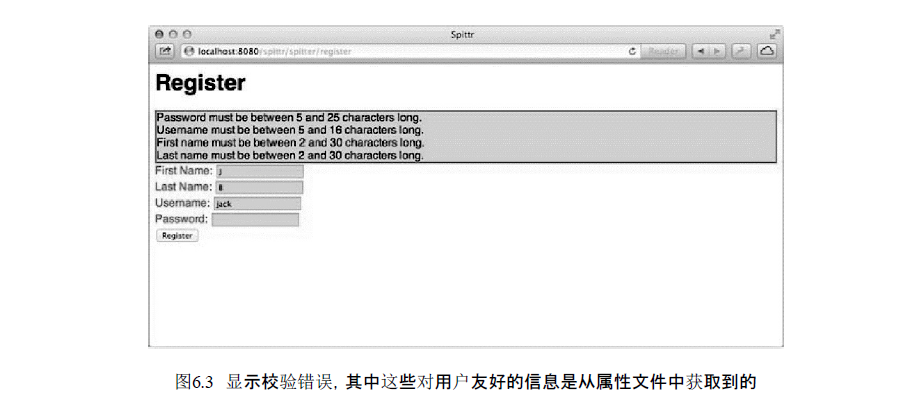 Spittr
localhost:8080/spittr/spitter/register
Reader
Register
Password must be between 5 and 25 characters long.
Username must be between 5 and 16 characters long.
First name must be between 2 and 30 characters long.
Last name must be between 2 and 30 characters long.
First Name: J
Last Name: B
Username: jack
Password:
Register
图6.3 显示校验错误, 其中这些对用户友好的信息是从属性文件中获取到的